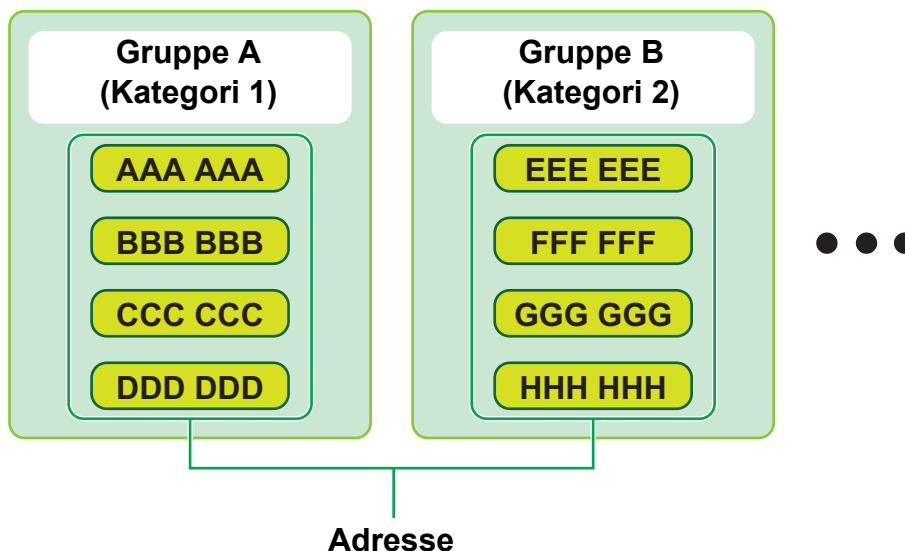 Gruppe A
(Kategori 1)
AAA AAA
BBB BBB
CCC CCC
DDD DDD
Gruppe B
(Kategori 2)
EEE EEE
FFF FFF
GGG GGG
HHH HHH
Adresse